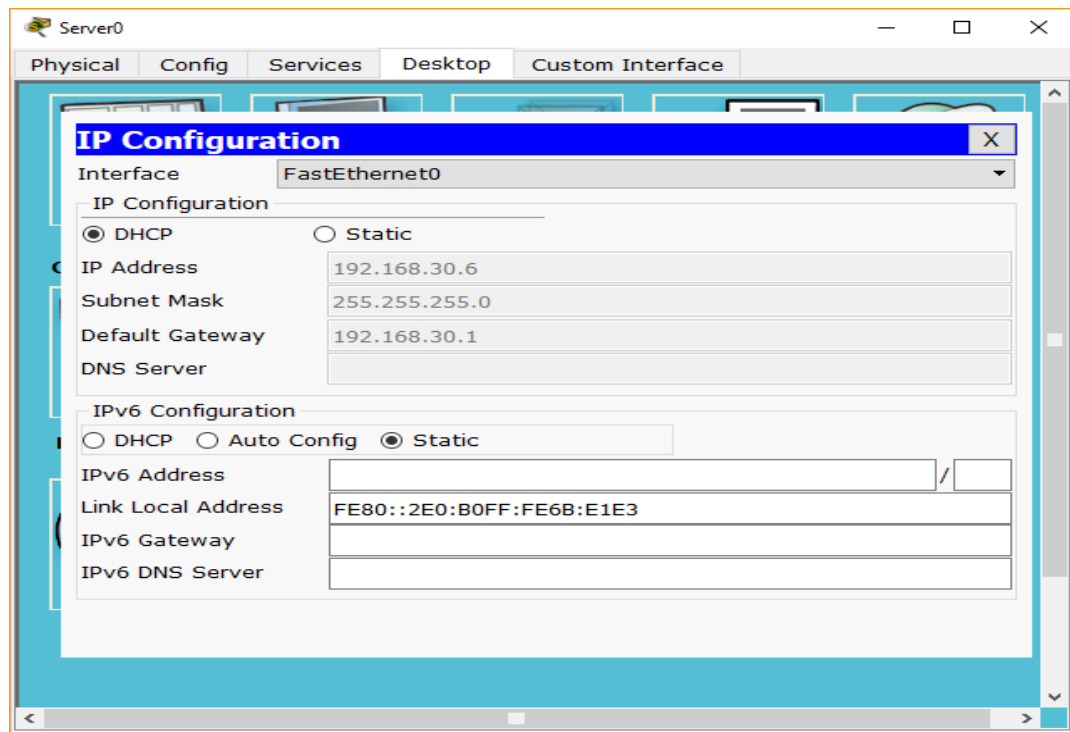 Server0
Physical Config Services Desktop Custom Interface
IP Configuration X
Interface FastEthernet0
IP Configuration
DHCP Static
IP Address 192.168.30.6
Subnet Mask 255.255.255.0
Default Gateway 192.168.30.1
DNS Server
IPv6 Configuration
DHCP Auto Config Static
IPv6 Address /
Link Local Address FE80::2E0:B0FF:FE6B:E1E3
IPv6 Gateway
IPv6 DNS Server